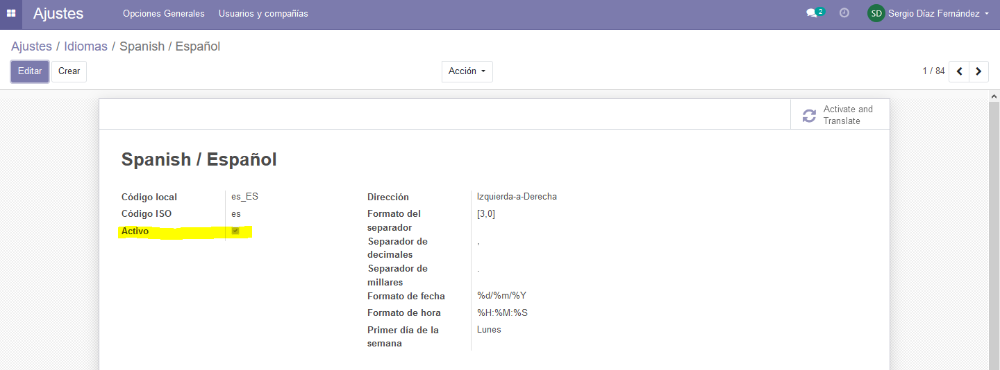 Ajustes Opciones Generales Usuarios y compañías 2 SD Sergio Díaz Fernández
Ajustes / Idiomas / Spanish / Español
Editar Crear Acción 1 / 84
Activate and
Translate
Spanish / Español
Código local es_ES
Código ISO es
Activo
Dirección Izquierda-a-Derecha
Formato del [3,0]
separador
Separador de ,
decimales
Separador de .
millares
Formato de fecha %d/%m/%Y
Formato de hora %H:%M:%S
Primer día de la Lunes
semana